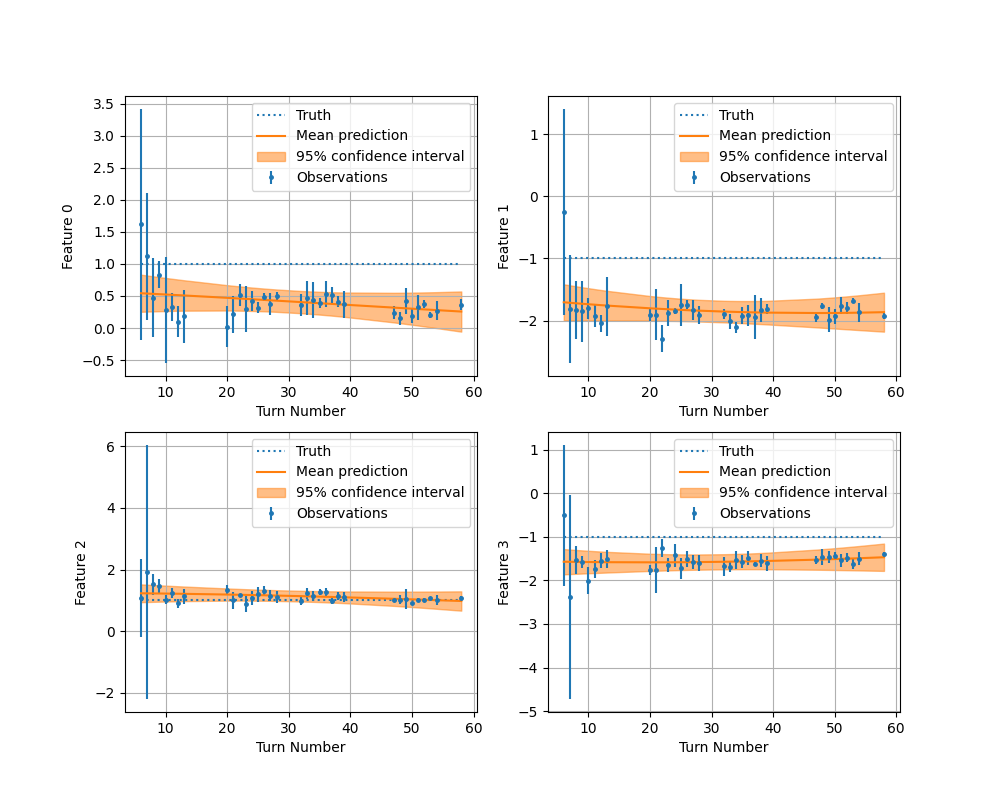 3.5
3.0
2.5
2.0
1.5
1.0
0.5
0.0
−0.5
Feature 0
10 20 30 40 50 60
Turn Number
Truth
Mean prediction
95% confidence interval
Observations
1
0
−1
−2
Feature 1
10 20 30 40 50 60
Turn Number
Truth
Mean prediction
95% confidence interval
Observations
6
4
2
0
−2
Feature 2
10 20 30 40 50 60
Turn Number
Truth
Mean prediction
95% confidence interval
Observations
1
0
−1
−2
−3
−4
−5
Feature 3
10 20 30 40 50 60
Turn Number
Truth
Mean prediction
95% confidence interval
Observations